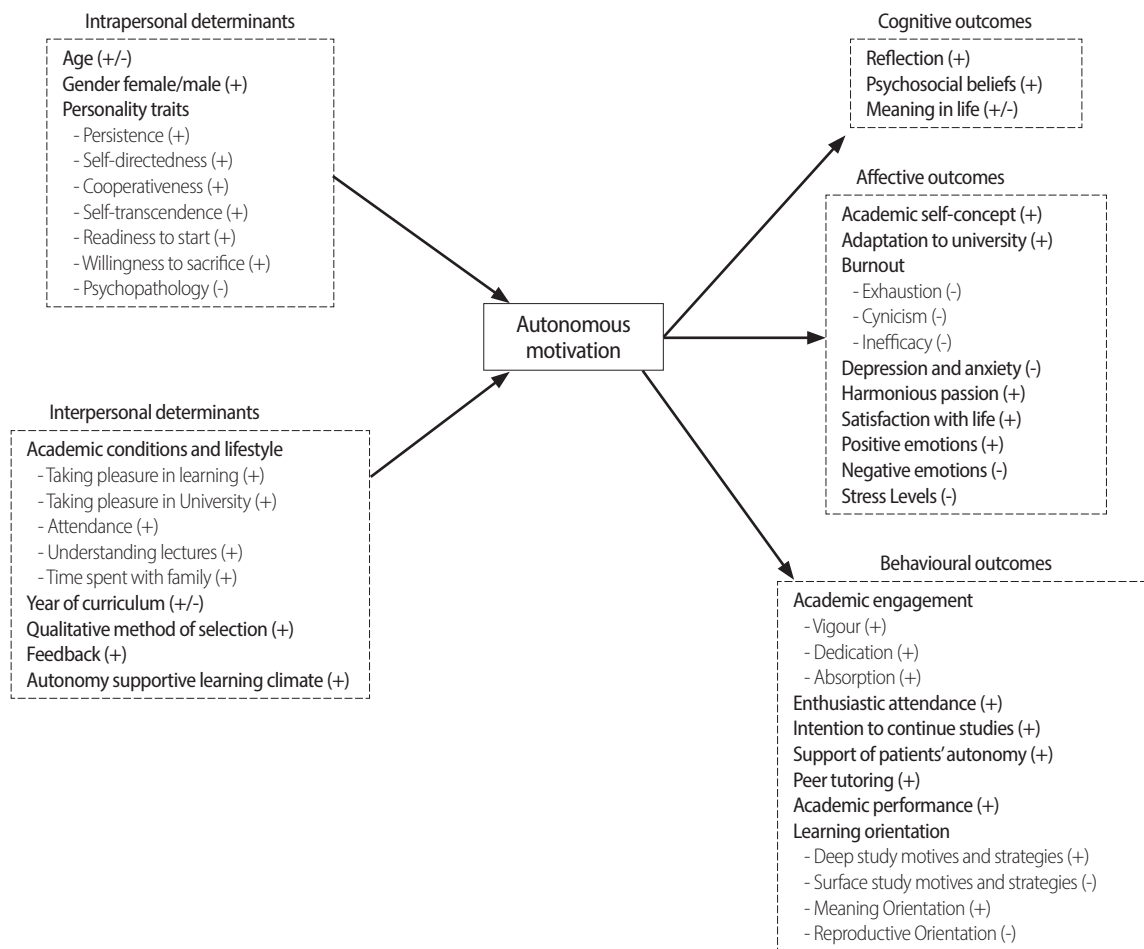 Intrapersonal determinants
Age (+/-)
Gender female/male (+)
Personality traits
- Persistence (+)
- Self-directedness (+)
- Cooperativeness (+)
- Self-transcendence (+)
- Readiness to start (+)
- Willingness to sacrifice (+)
- Psychopathology (-)
Interpersonal determinants
Academic conditions and lifestyle
- Taking pleasure in learning (+)
- Taking pleasure in University (+)
- Attendance (+)
- Understanding lectures (+)
- Time spent with family (+)
Year of curriculum (+/-)
Qualitative method of selection (+)
Feedback (+)
Autonomy supportive learning climate (+)
Autonomous
motivation
Cognitive outcomes
Reflection (+)
Psychosocial beliefs (+)
Meaning in life (+/-)
Affective outcomes
Academic self-concept (+)
Adaptation to university (+)
Burnout
- Exhaustion (-)
- Cynicism (-)
- Inefficacy (-)
Depression and anxiety (-)
Harmonious passion (+)
Satisfaction with life (+)
Positive emotions (+)
Negative emotions (-)
Stress Levels (-)
Behavioural outcomes
Academic engagement
- Vigour (+)
- Dedication (+)
- Absorption (+)
Enthusiastic attendance (+)
Intention to continue studies (+)
Support of patients’ autonomy (+)
Peer tutoring (+)
Academic performance (+)
Learning orientation
- Deep study motives and strategies (+)
- Surface study motives and strategies (-)
- Meaning Orientation (+)
- Reproductive Orientation (-)